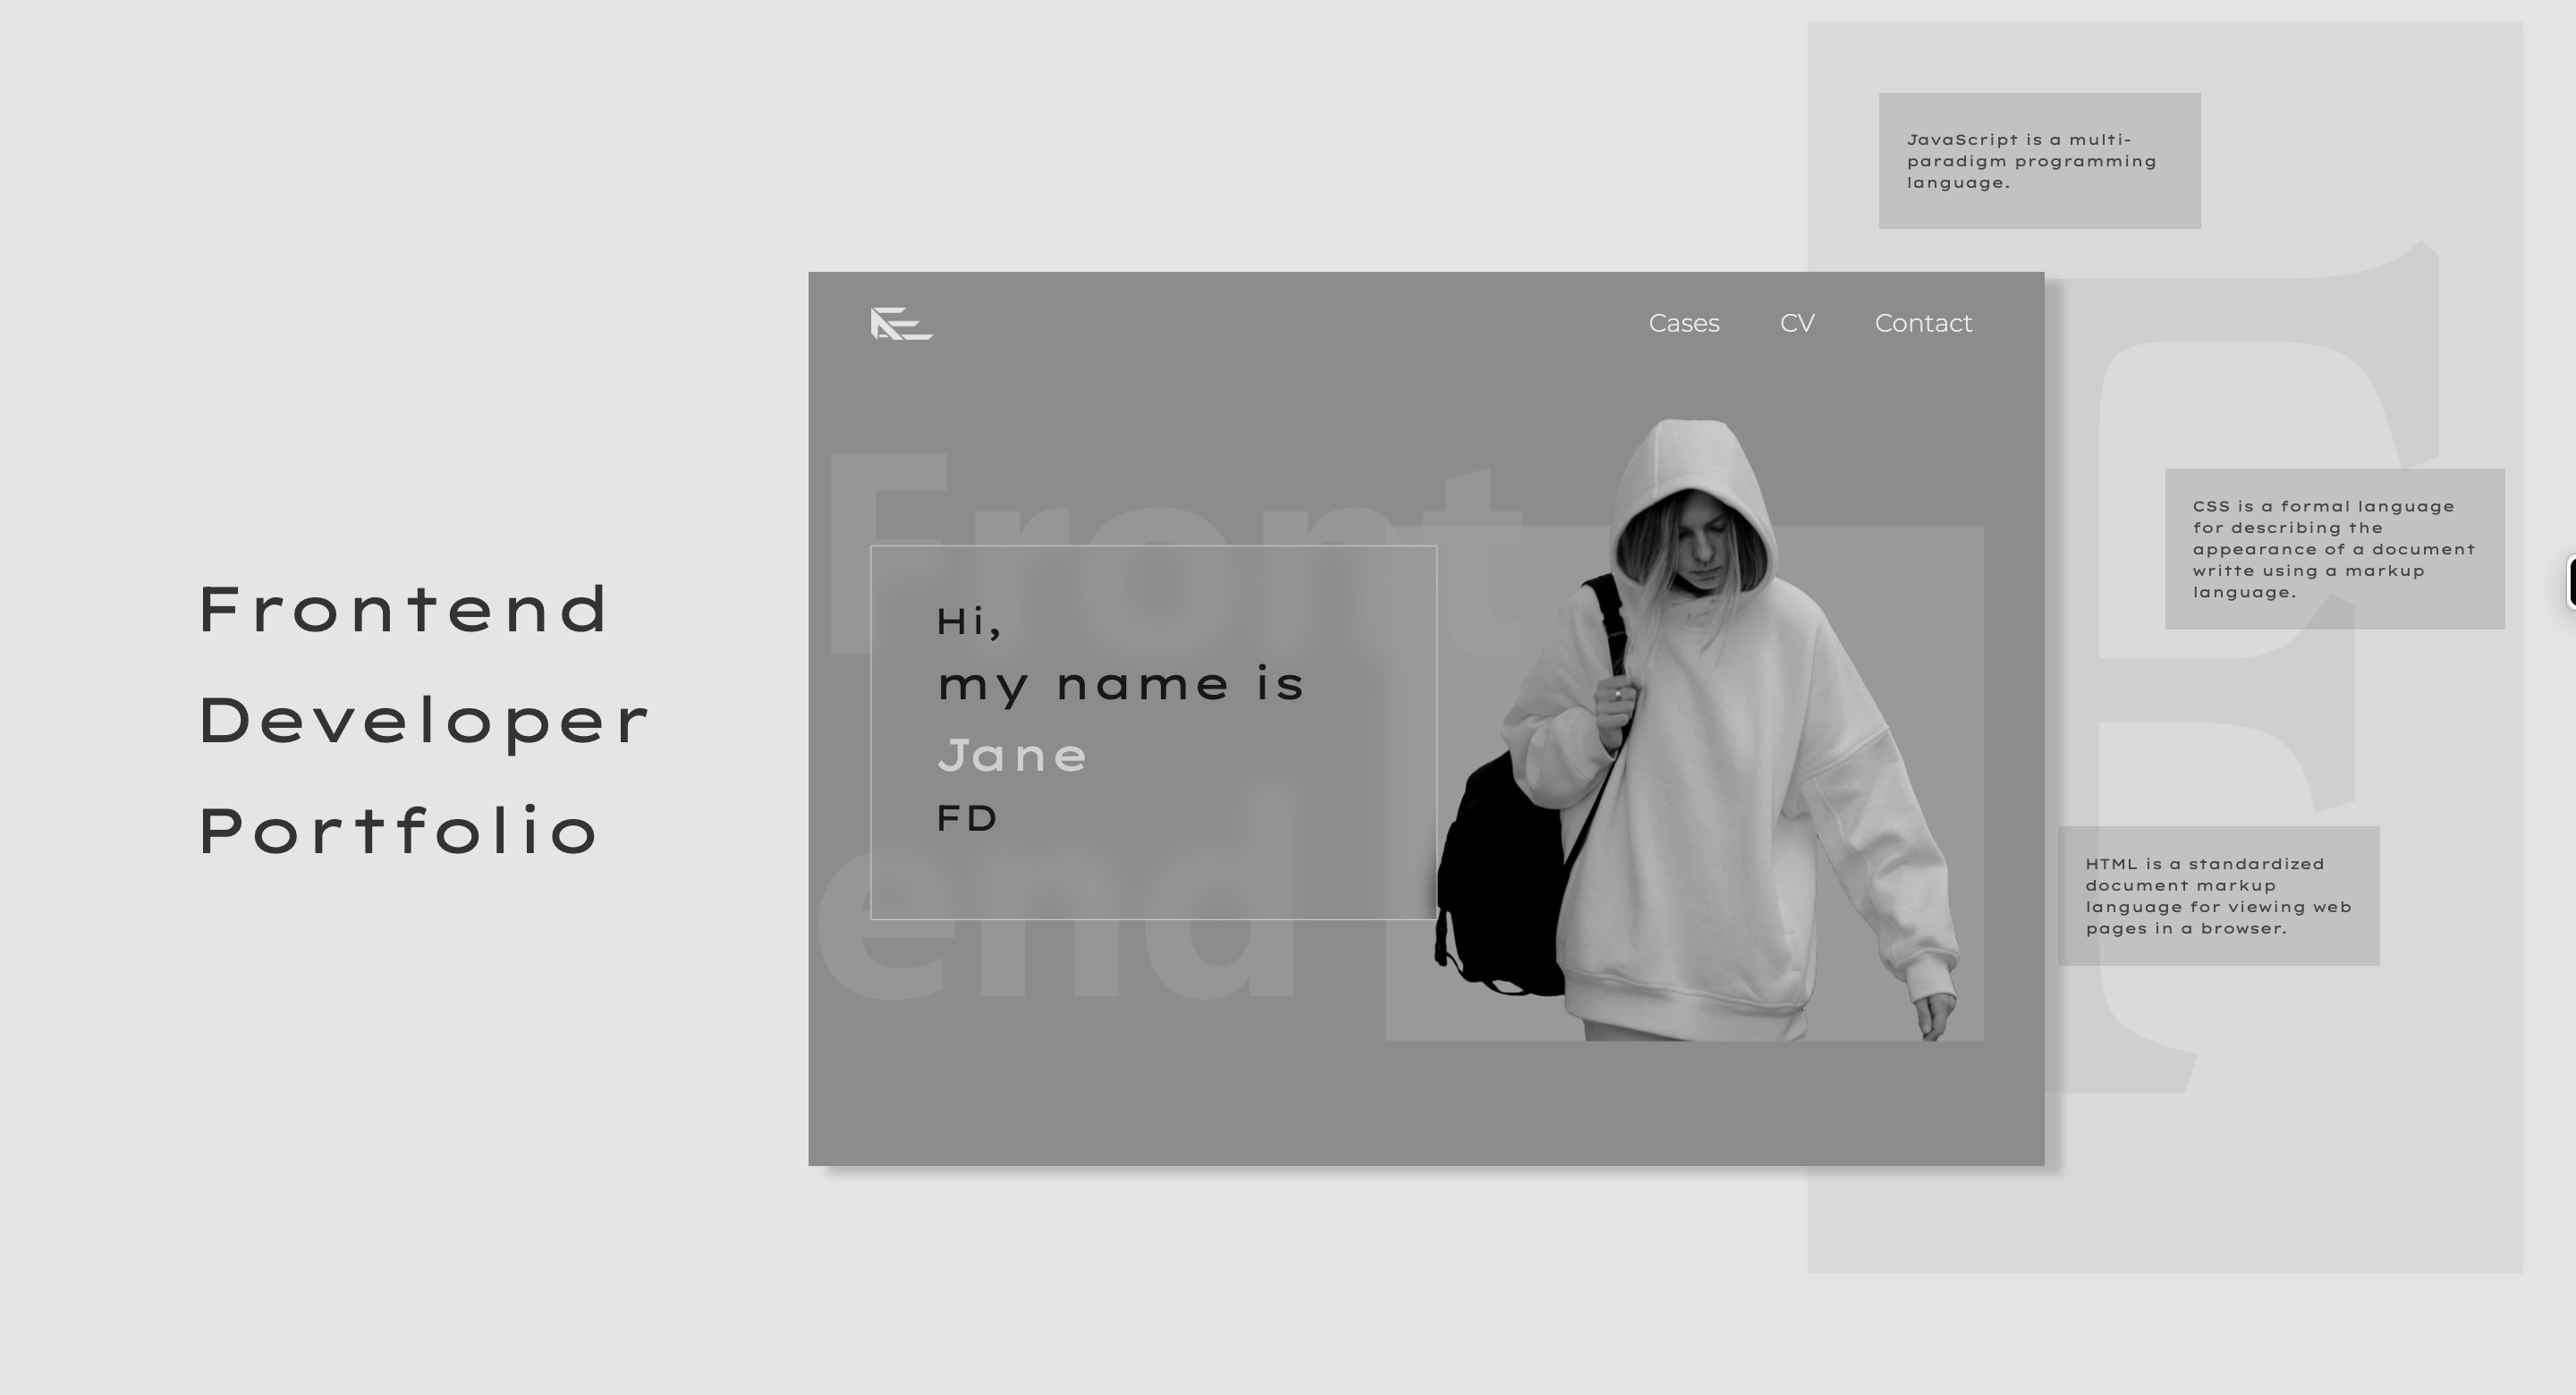 Frontend
Developer
Portfolio
Cases CV Contact
Front
end
Hi,
my name is
Jane
FD
JavaScript is a multi-
paradigm programming
language.
F
CSS is a formal language
for describing the
appearance of a document
writte using a markup
language.
HTML is a standardized
document markup
language for viewing web
pages in a browser.